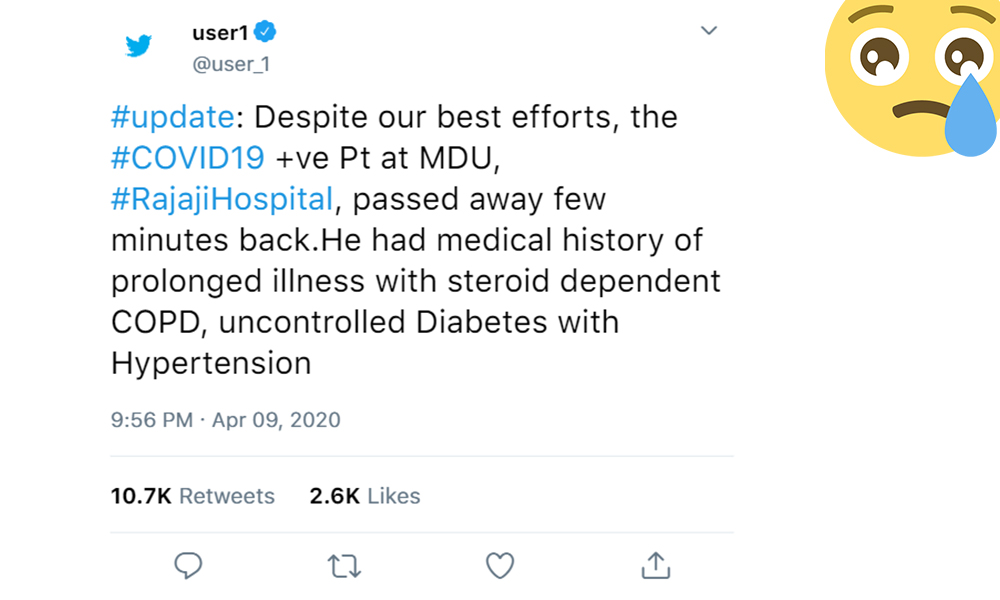 user1
@user_1
#update: Despite our best efforts, the
#COVID19 +ve Pt at MDU,
#RajajiHospital, passed away few
minutes back.He had medical history of
prolonged illness with steroid dependent
COPD, uncontrolled Diabetes with
Hypertension
9:56 PM · Apr 09, 2020
10.7K Retweets 2.6K Likes